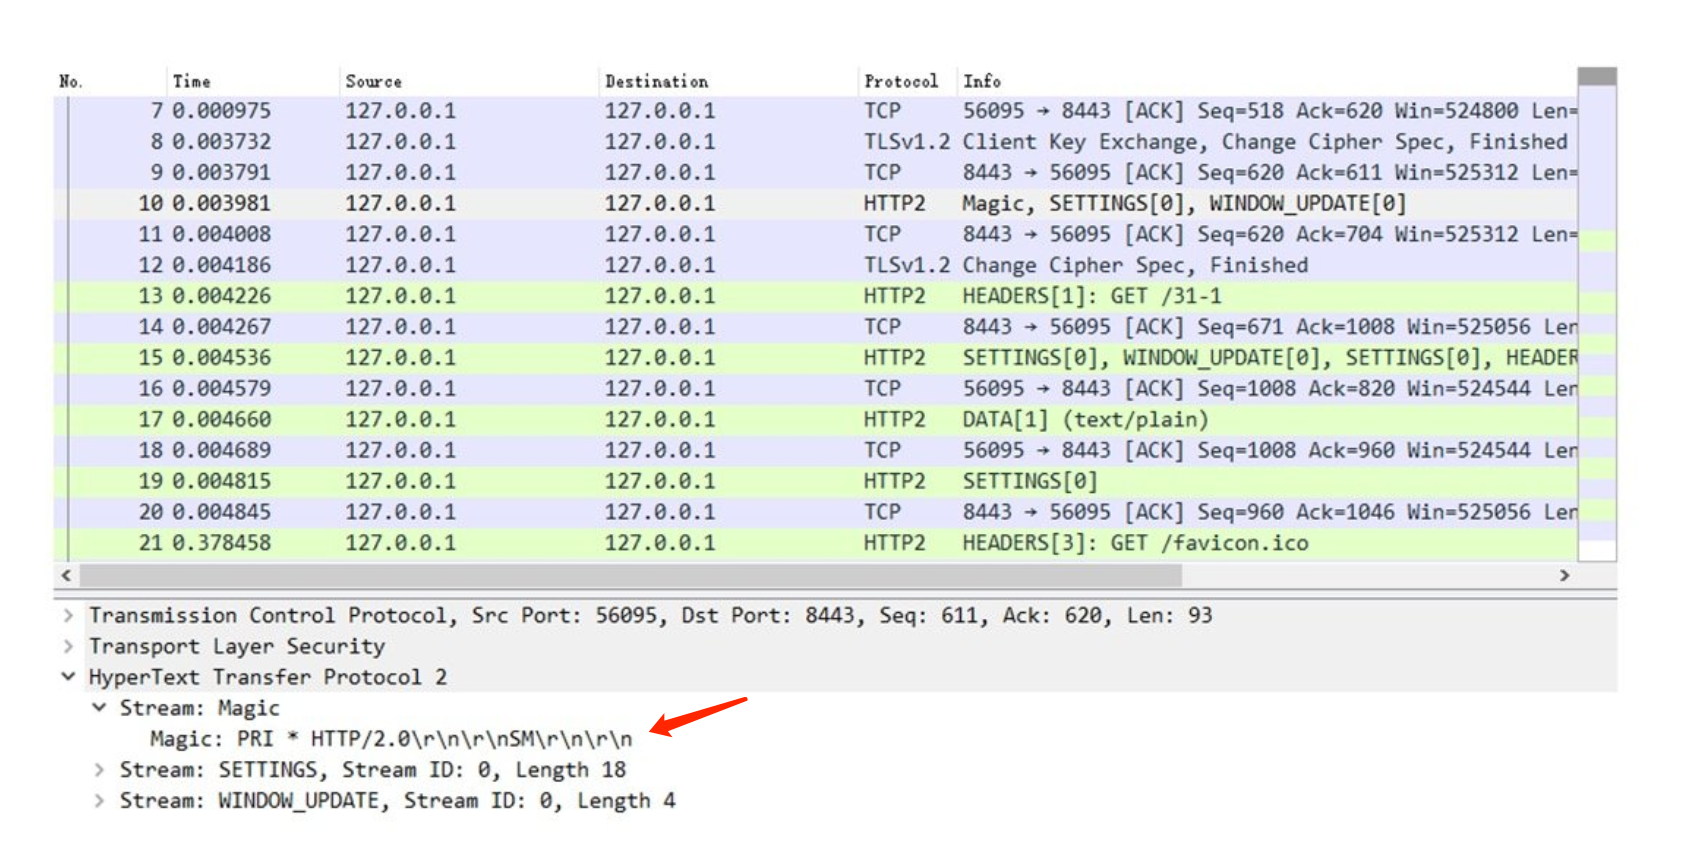 No. Time Source Destination Protocol Info
7 0.000975 127.0.0.1 127.0.0.1 TCP 56095 → 8443 [ACK] Seq=518 Ack=620 Win=524800 Len=
8 0.003732 127.0.0.1 127.0.0.1 TLSv1.2 Client Key Exchange, Change Cipher Spec, Finished
9 0.003791 127.0.0.1 127.0.0.1 TCP 8443 → 56095 [ACK] Seq=620 Ack=611 Win=525312 Len=
10 0.003981 127.0.0.1 127.0.0.1 HTTP2 Magic, SETTINGS[0], WINDOW_UPDATE[0]
11 0.004008 127.0.0.1 127.0.0.1 TCP 8443 → 56095 [ACK] Seq=620 Ack=704 Win=525312 Len=
12 0.004186 127.0.0.1 127.0.0.1 TLSv1.2 Change Cipher Spec, Finished
13 0.004226 127.0.0.1 127.0.0.1 HTTP2 HEADERS[1]: GET /31-1
14 0.004267 127.0.0.1 127.0.0.1 TCP 8443 → 56095 [ACK] Seq=671 Ack=1008 Win=525056 Len
15 0.004536 127.0.0.1 127.0.0.1 HTTP2 SETTINGS[0], WINDOW_UPDATE[0], SETTINGS[0], HEADER
16 0.004579 127.0.0.1 127.0.0.1 TCP 56095 → 8443 [ACK] Seq=1008 Ack=820 Win=524544 Len
17 0.004660 127.0.0.1 127.0.0.1 HTTP2 DATA[1] (text/plain)
18 0.004689 127.0.0.1 127.0.0.1 TCP 56095 → 8443 [ACK] Seq=1008 Ack=960 Win=524544 Len
19 0.004815 127.0.0.1 127.0.0.1 HTTP2 SETTINGS[0]
20 0.004845 127.0.0.1 127.0.0.1 TCP 8443 → 56095 [ACK] Seq=960 Ack=1046 Win=525056 Len
21 0.378458 127.0.0.1 127.0.0.1 HTTP2 HEADERS[3]: GET /favicon.ico
Transmission Control Protocol, Src Port: 56095, Dst Port: 8443, Seq: 611, Ack: 620, Len: 93
Transport Layer Security
HyperText Transfer Protocol 2
Stream: Magic
Magic: PRI * HTTP/2.0\r\n\r\nSM\r\n\r\n
Stream: SETTINGS, Stream ID: 0, Length 18
Stream: WINDOW_UPDATE, Stream ID: 0, Length 4